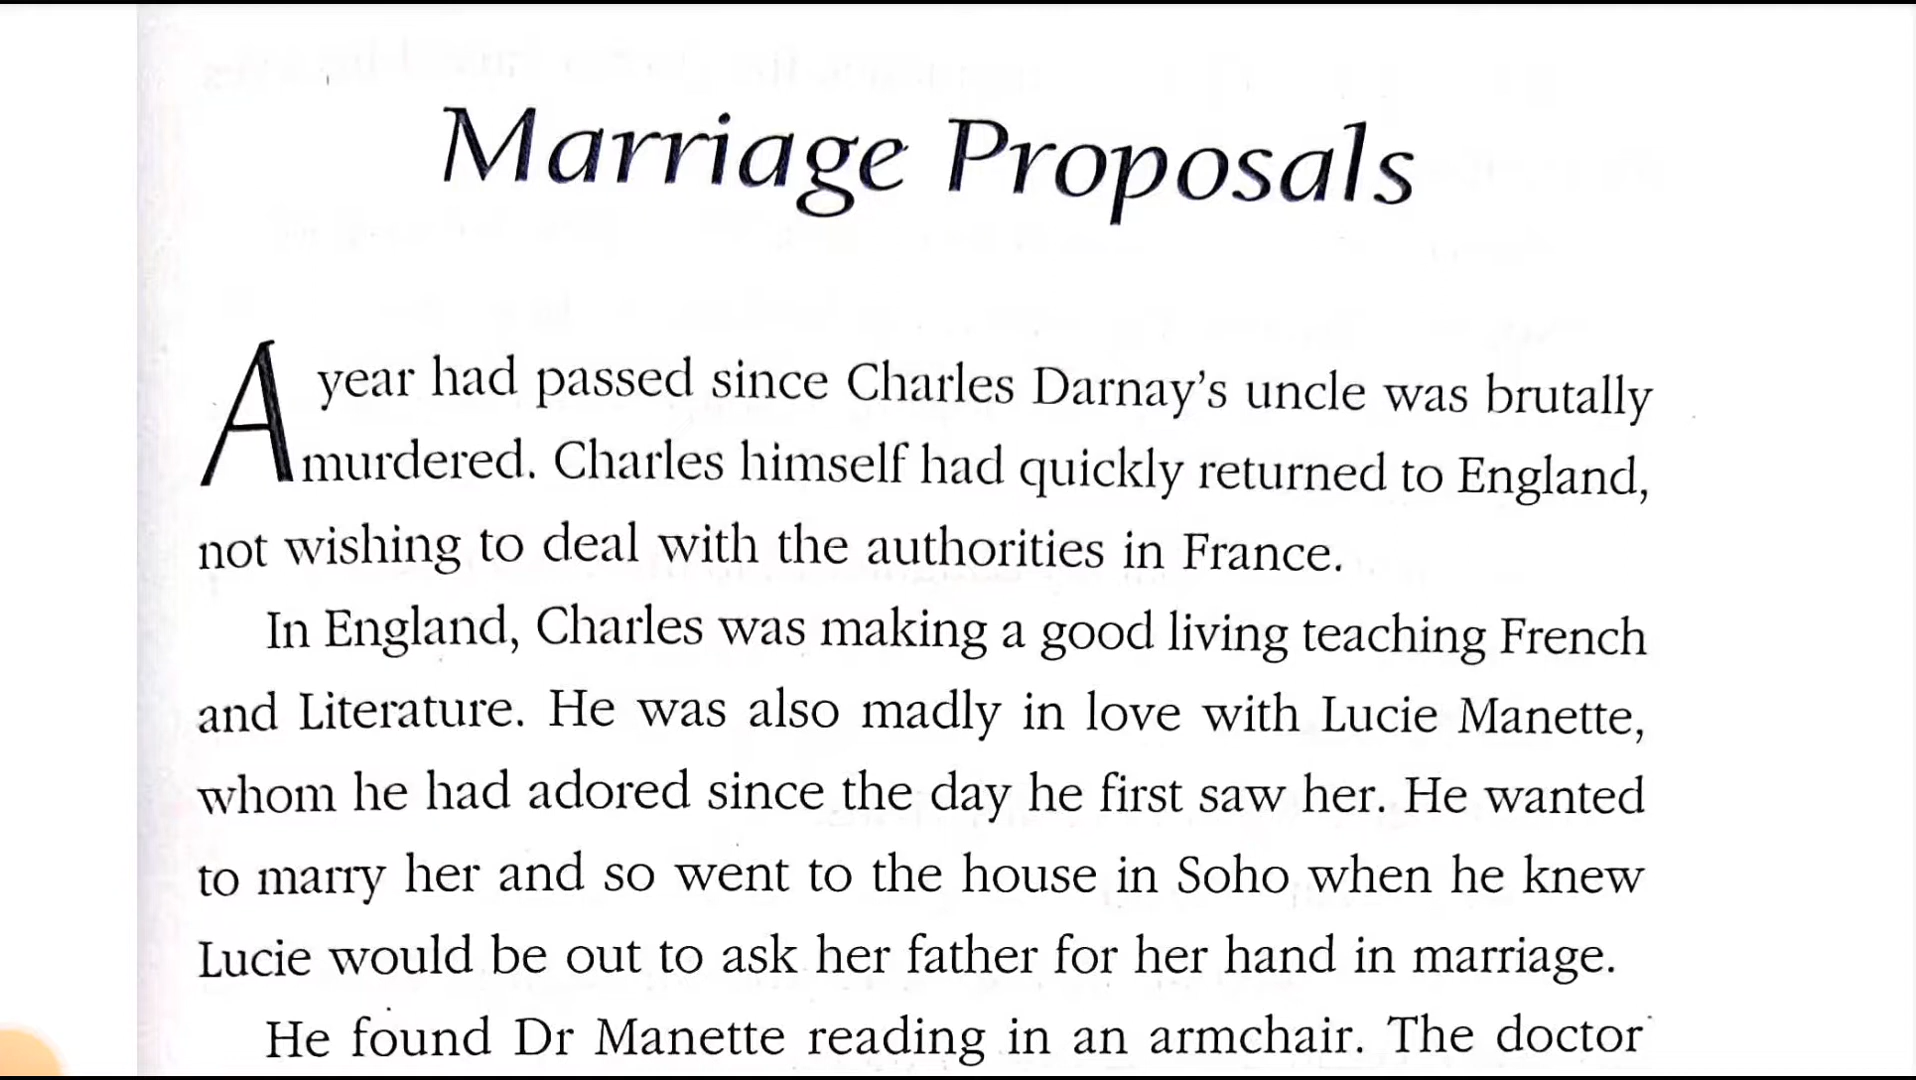 Marriage Proposals
A year had passed since Charles Darnay's uncle was brutally
murdered. Charles himself had quickly returned to England,
not wishing to deal with the authorities in France.
In England, Charles was making a good living teaching French
and Literature. He was also madly in love with Lucie Manette,
whom he had adored since the day he first saw her. He wanted
to marry her and so went to the house in Soho when he knew
Lucie would be out to ask her father for her hand in marriage.
He found Dr Manette reading in an armchair. The doctor